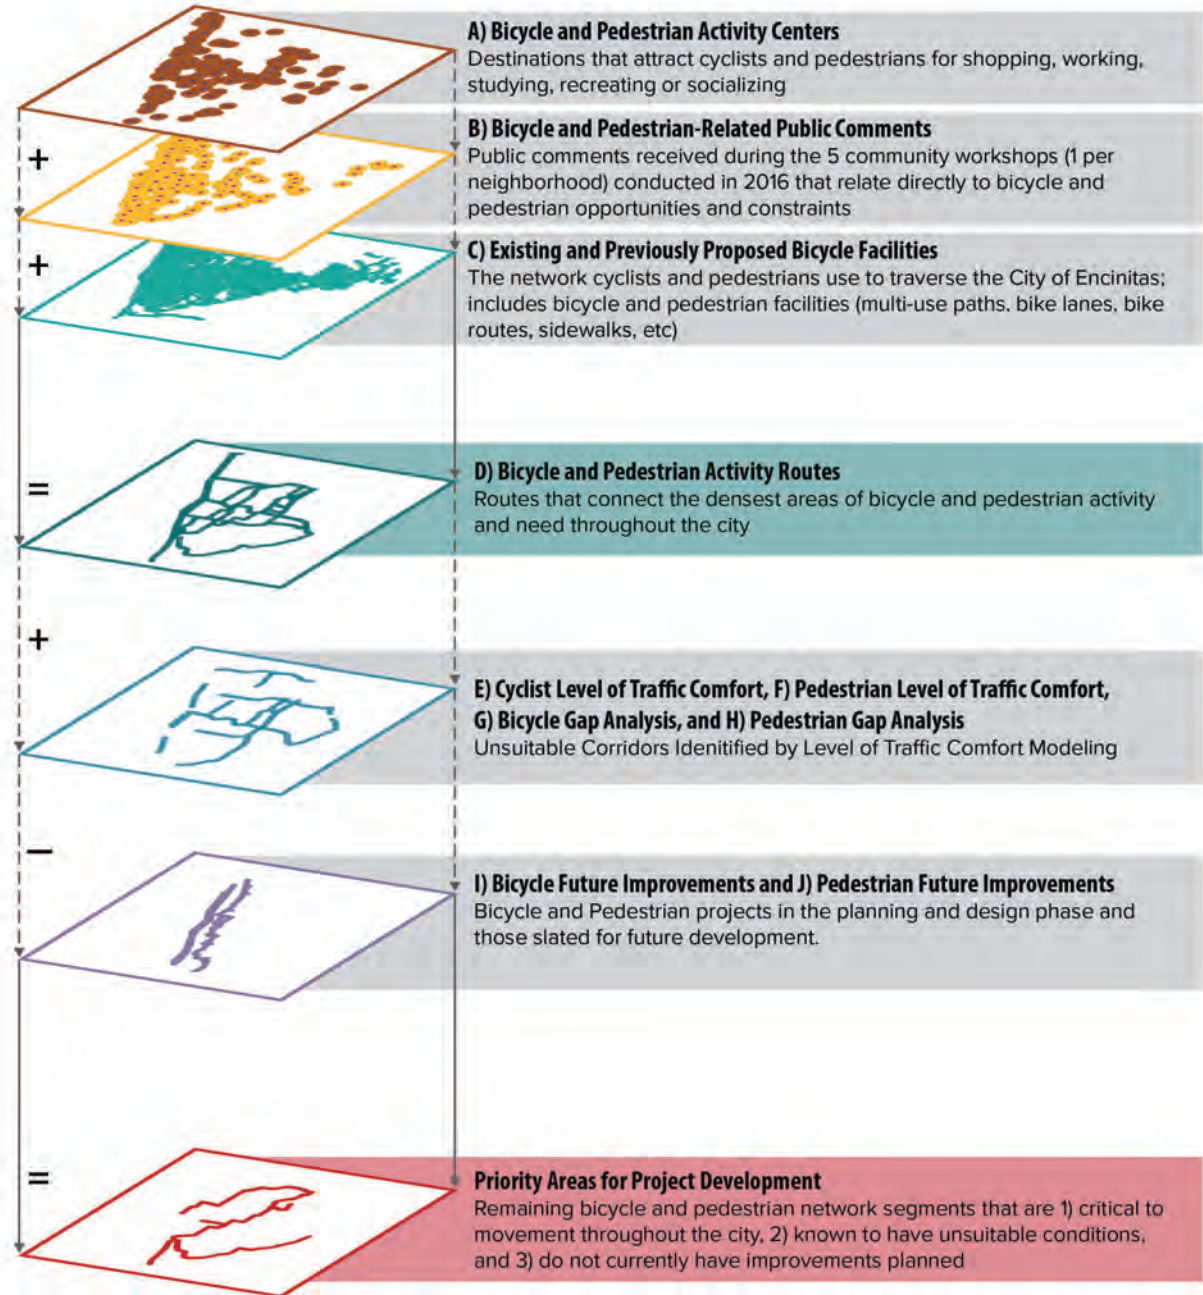 A) Bicycle and Pedestrian Activity Centers
Destinations that attract cyclists and pedestrians for shopping, working,
studying, recreating or socializing
+
B) Bicycle and Pedestrian-Related Public Comments
Public comments received during the 5 community workshops (1 per
neighborhood) conducted in 2016 that relate directly to bicycle and
pedestrian opportunities and constraints
+
C) Existing and Previously Proposed Bicycle Facilities
The network cyclists and pedestrians use to traverse the City of Encinitas;
includes bicycle and pedestrian facilities (multi-use paths, bike lanes, bike
routes, sidewalks, etc)
=
D) Bicycle and Pedestrian Activity Routes
Routes that connect the densest areas of bicycle and pedestrian activity
and need throughout the city
+
E) Cyclist Level of Traffic Comfort, F) Pedestrian Level of Traffic Comfort,
G) Bicycle Gap Analysis, and H) Pedestrian Gap Analysis
Unsuitable Corridors Idenitified by Level of Traffic Comfort Modeling
–
I) Bicycle Future Improvements and J) Pedestrian Future Improvements
Bicycle and Pedestrian projects in the planning and design phase and
those slated for future development.
=
Priority Areas for Project Development
Remaining bicycle and pedestrian network segments that are 1) critical to
movement throughout the city, 2) known to have unsuitable conditions,
and 3) do not currently have improvements planned